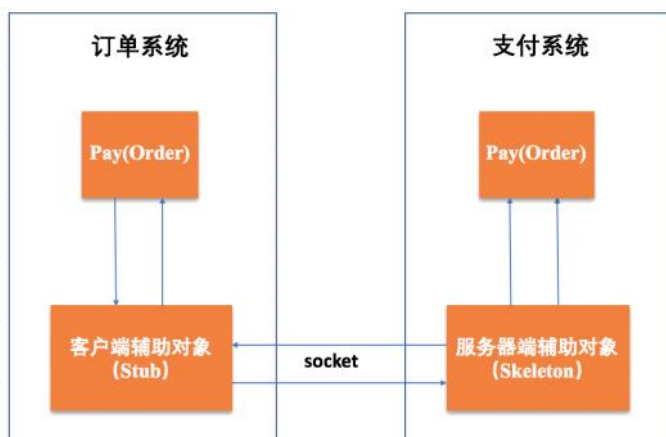 订单系统
支付系统
Pay(Order)
Pay(Order)
客户端辅助对象
（Stub）
socket
服务器端辅助对象
(Skeleton）